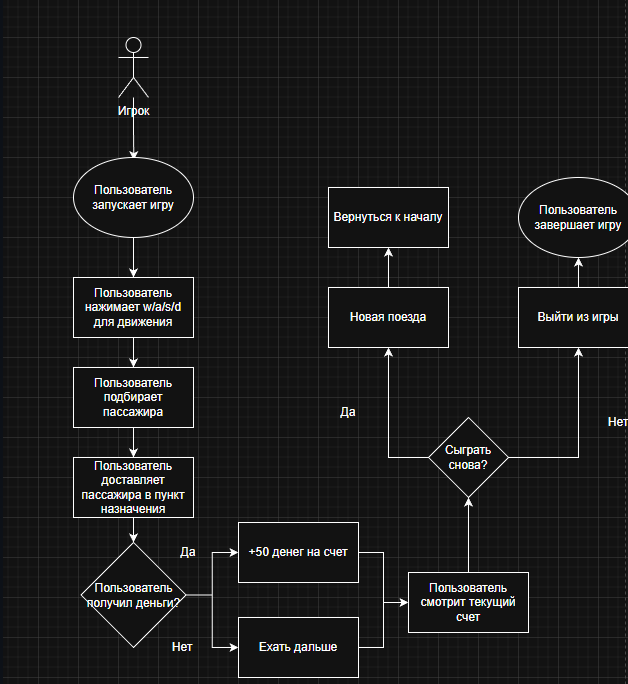 Игрок
Пользователь
запускает игру
Пользователь
нажимает w/a/s/d
для движения
Пользователь
подбирает
пассажира
Пользователь
доставляет
пассажира в пункт
назначения
Пользователь
получил деньги?
Да
+50 денег на счет
Нет
Ехать дальше
Пользователь
смотрит текущий
счет
Сыграть
снова?
Да
Новая поезда
Вернуться к началу
Нет
Выйти из игры
Пользователь
завершает игру